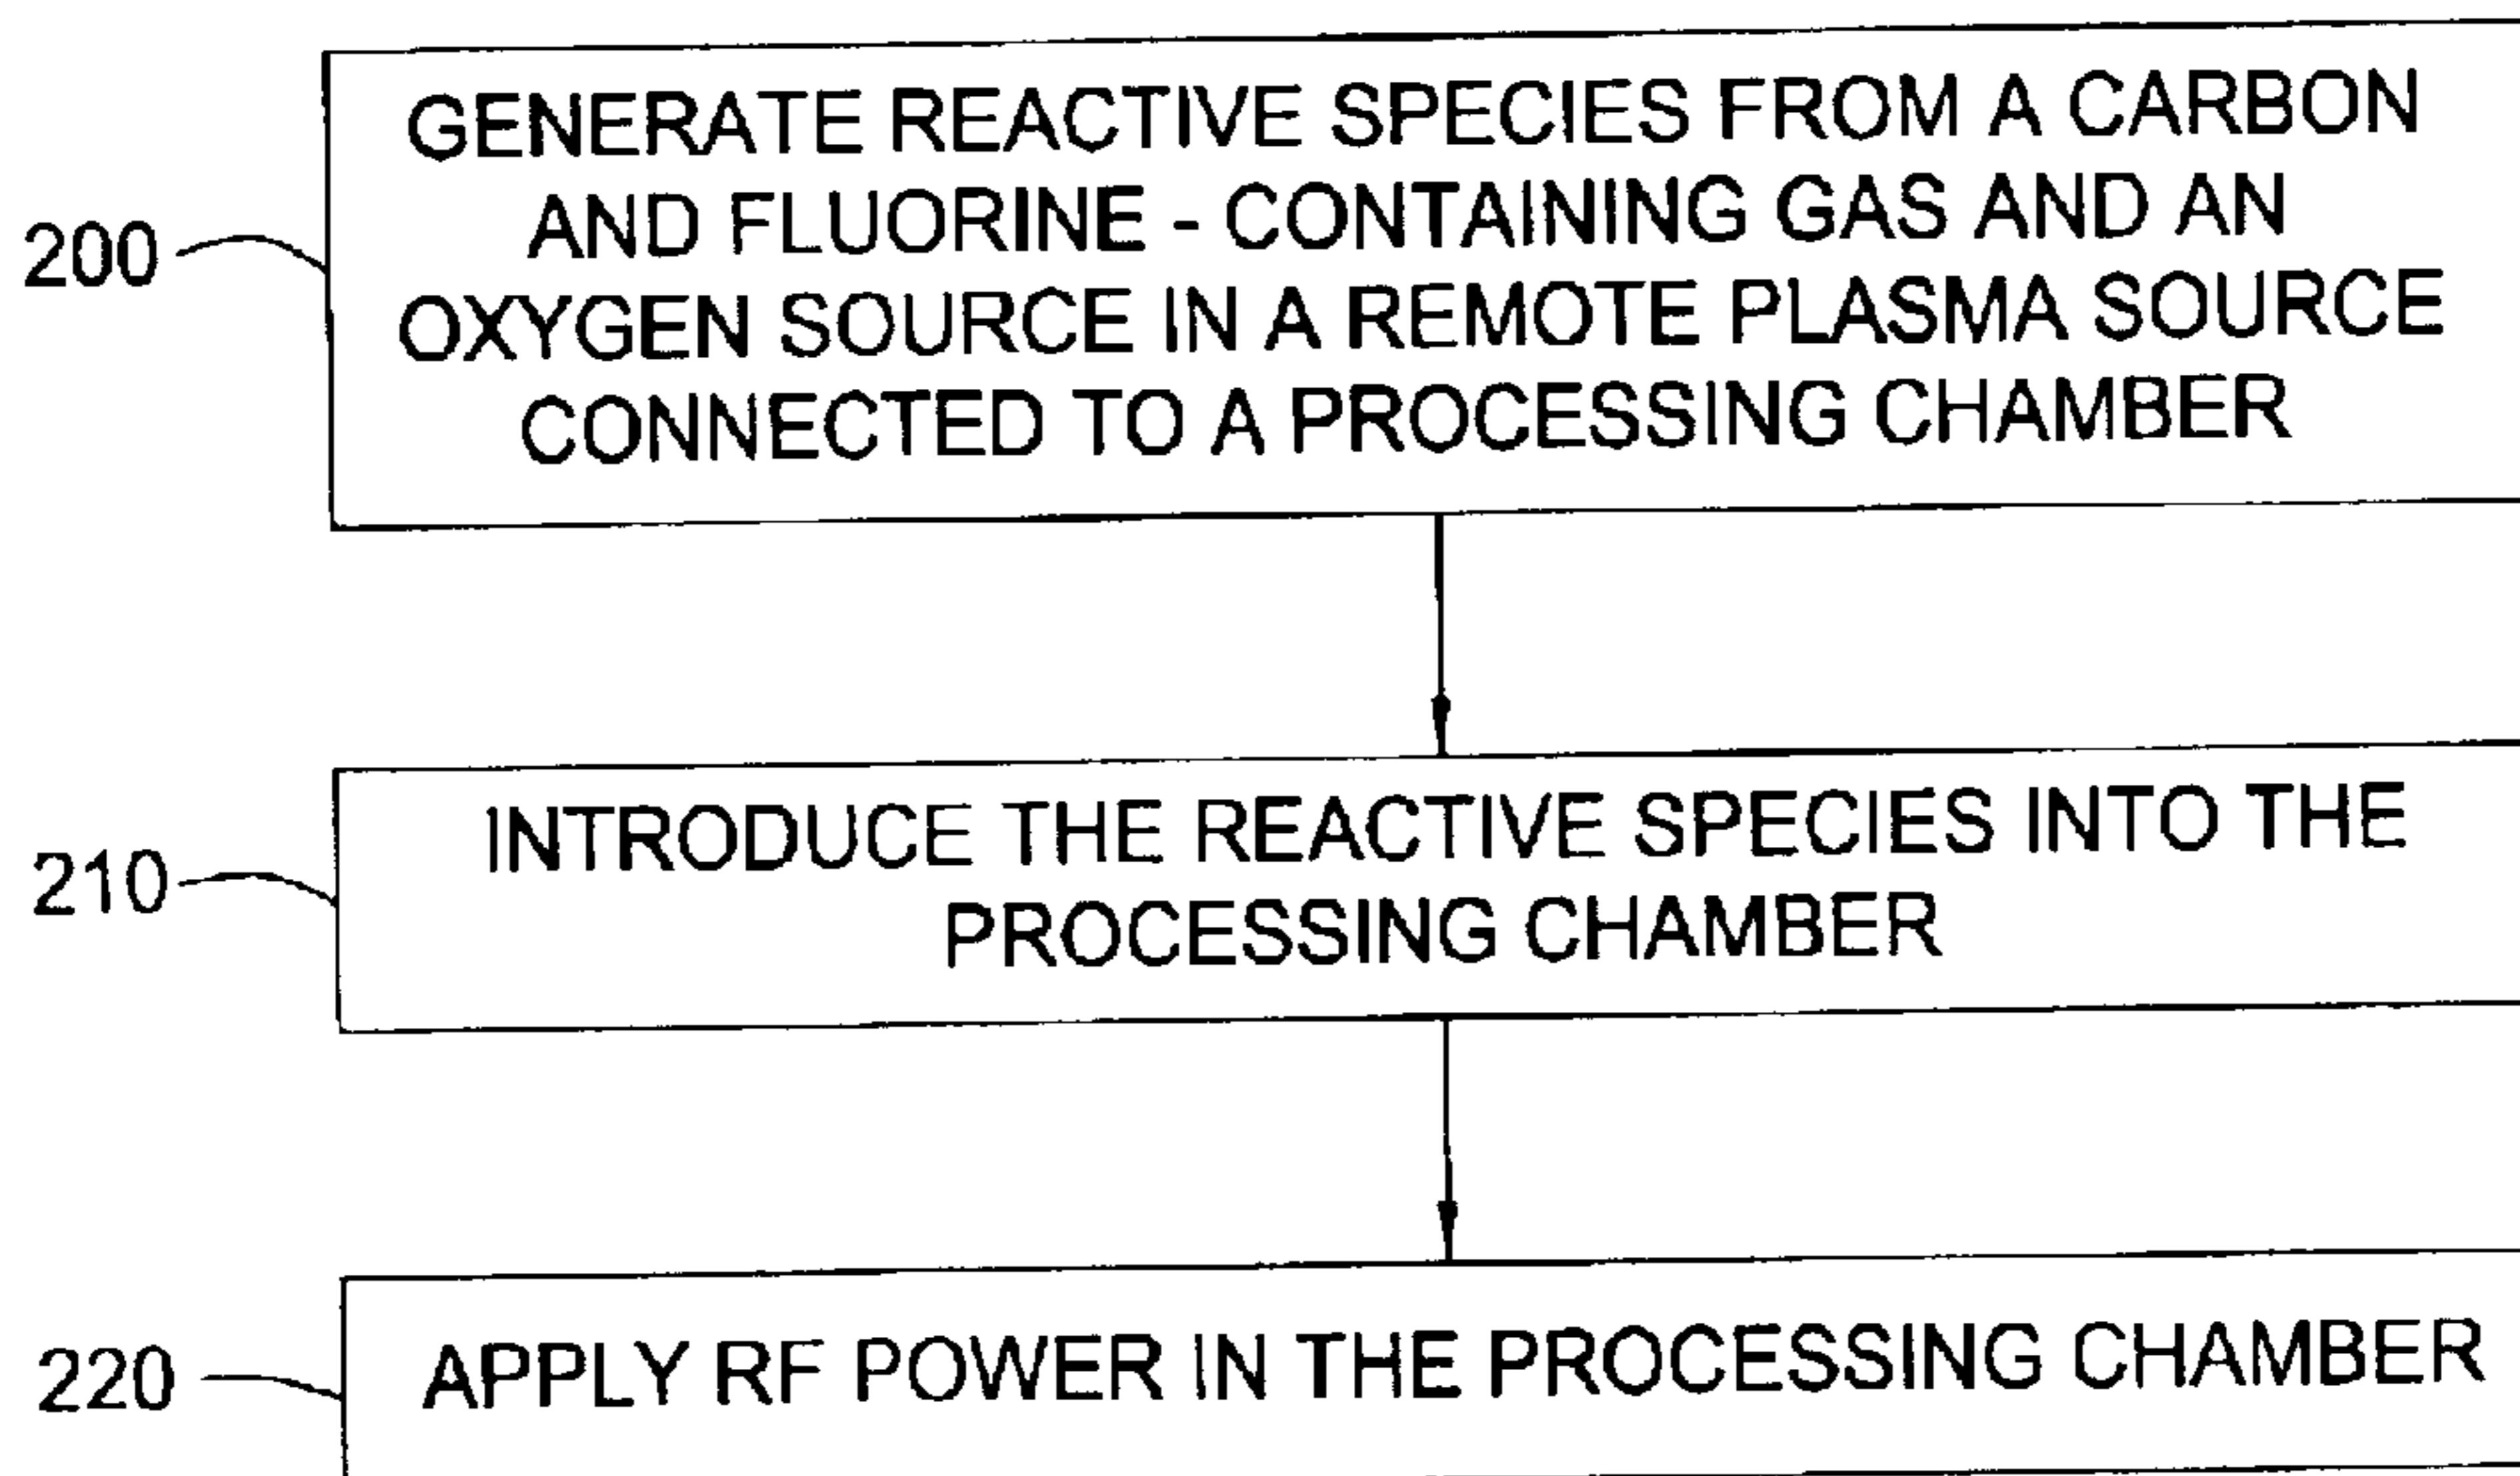 GENERATE REACTIVE SPECIES FROM A CARBON
AND FLUORINE - CONTAINING GAS AND AN
200
OXYGEN SOURCE IN A REMOTE PLASMA SOURCE
CONNECTED TO A PROCESSING CHAMBER
INTRODUCE THE REACTIVE SPECIES INTO THE
210
PROCESSING CHAMBER
220
APPLY RF POWER IN THE PROCESSING CHAMBER